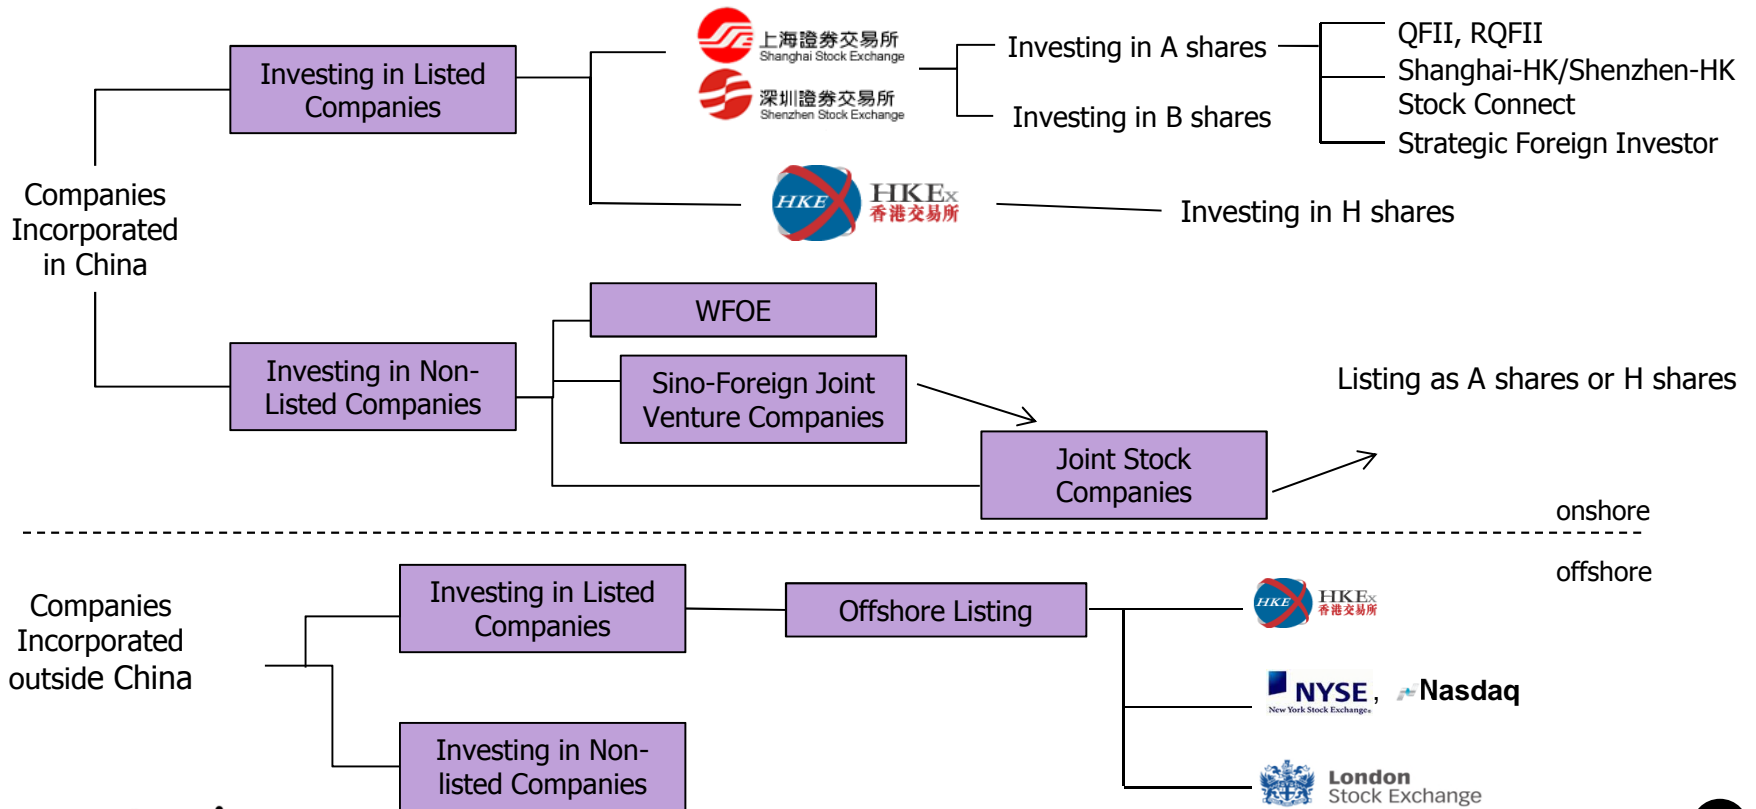 上海證券交易所
Shanghai Stock Exchange
深圳證券交易所
Shenzhen Stock Exchange
Investing in Listed
Companies
Investing in A shares
Investing in B shares
QFII, RQFII
Shanghai-HK/Shenzhen-HK
Stock Connect
Strategic Foreign Investor
Companies
Incorporated
in China
HKEx
HKEx
香港交易所
Investing in H shares
WFOE
Investing in Non-
Listed Companies
Sino-Foreign Joint
Venture Companies
Listing as A shares or H shares
Joint Stock
Companies
onshore
offshore
Companies
Incorporated
outside China
Investing in Listed
Companies
Offshore Listing
HKEx
HKEx
香港交易所
NYSE, Nasdaq
New York Stock Exchange®
Investing in Non-
listed Companies
London
Stock Exchange